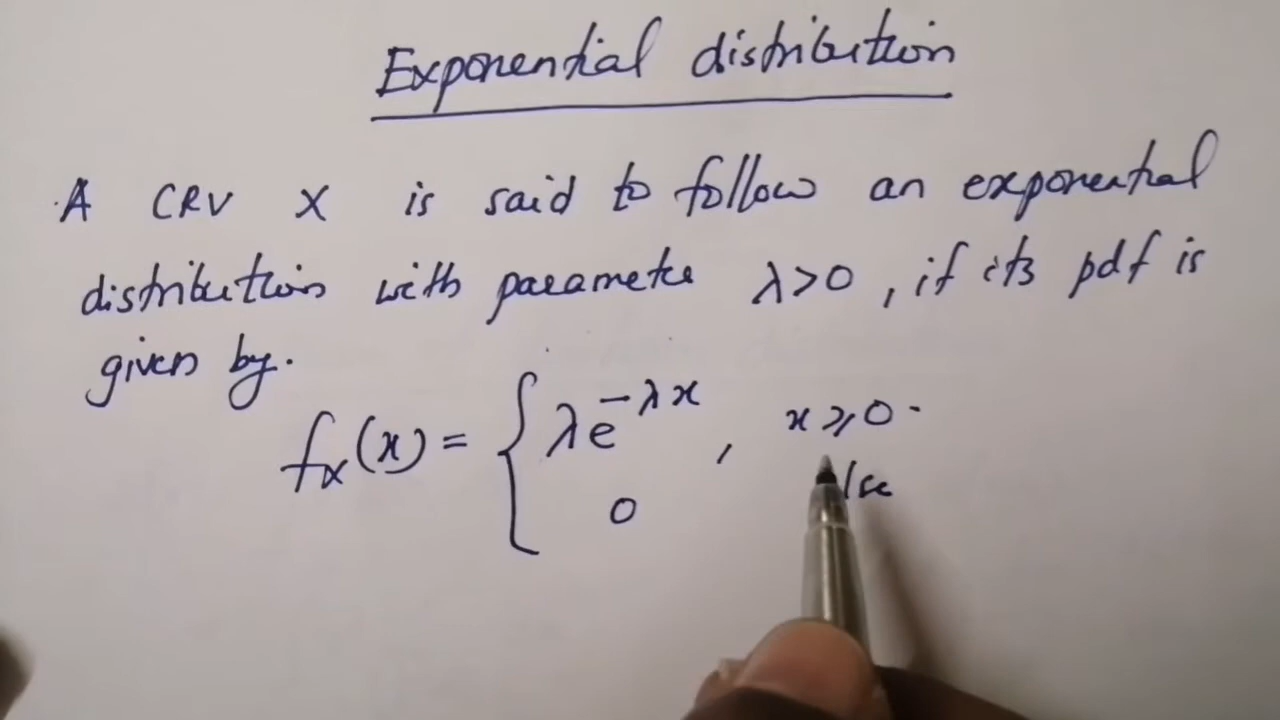 Exponential distribution
A CRV X is said to follow an exponential
distribution with parameter λ>0, if its pdf is
given by.
fₓ(x) = { λe^{-λx} , x ≥ 0.
0